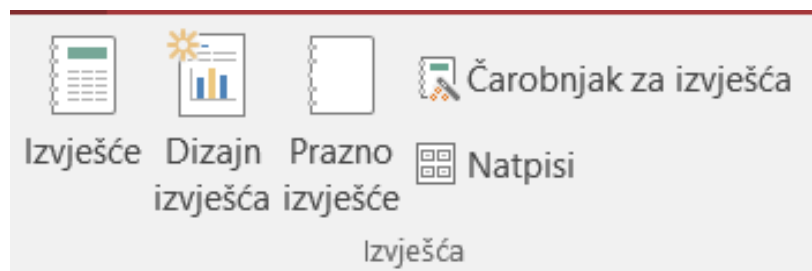 Izvješće
Dizajn
izvješća
Prazno
izvješće
Čarobnjak za izvješća
Natpisi
Izvješća